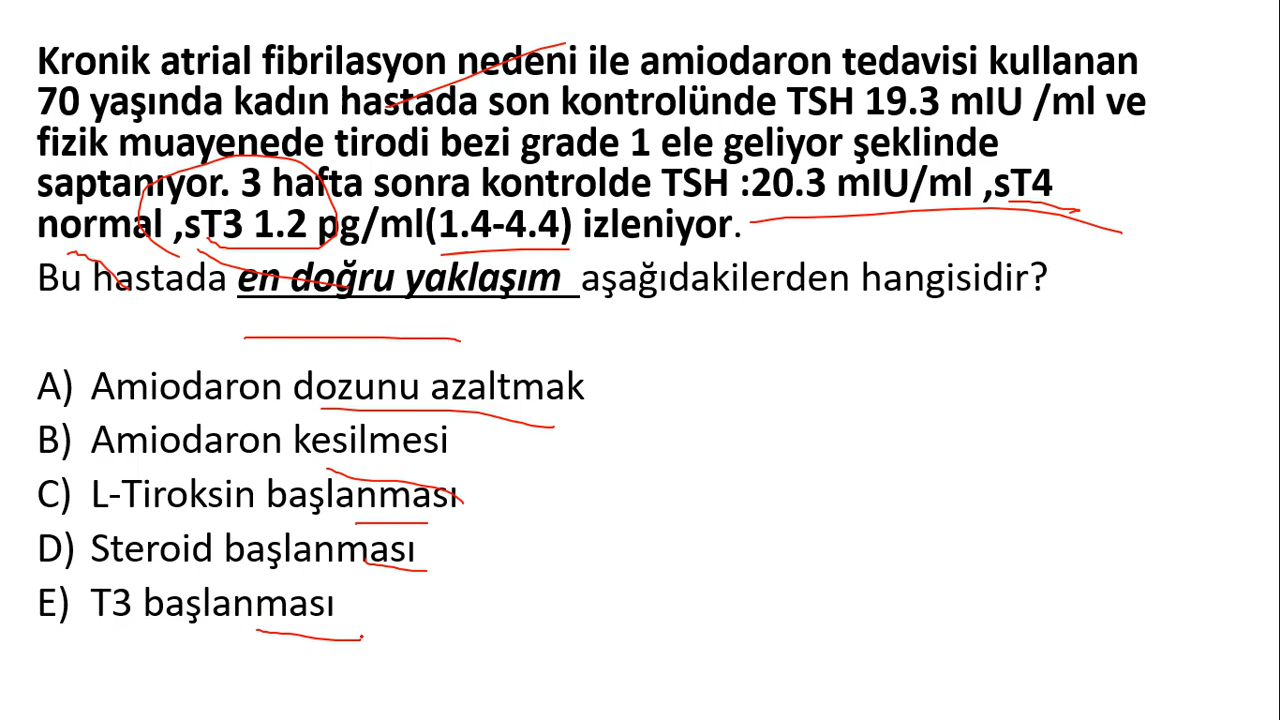 Kronik atrial fibrilasyon nedeni ile amiodaron tedavisi kullanan
70 yaşında kadın hastada son kontrolünde TSH 19.3 mIU /ml ve
fizik muayenede tirodi bezi grade 1 ele geliyor şeklinde
saptanıyor. 3 hafta sonra kontrolde TSH :20.3 mIU/ml ,sT4
normal ,sT3 1.2 pg/ml(1.4-4.4) izleniyor.
Bu hastada en doğru yaklaşım aşağıdakilerden hangisidir?
A) Amiodaron dozunu azaltmak
B) Amiodaron kesilmesi
C) L-Tiroksin başlanması
D) Steroid başlanması
E) T3 başlanması